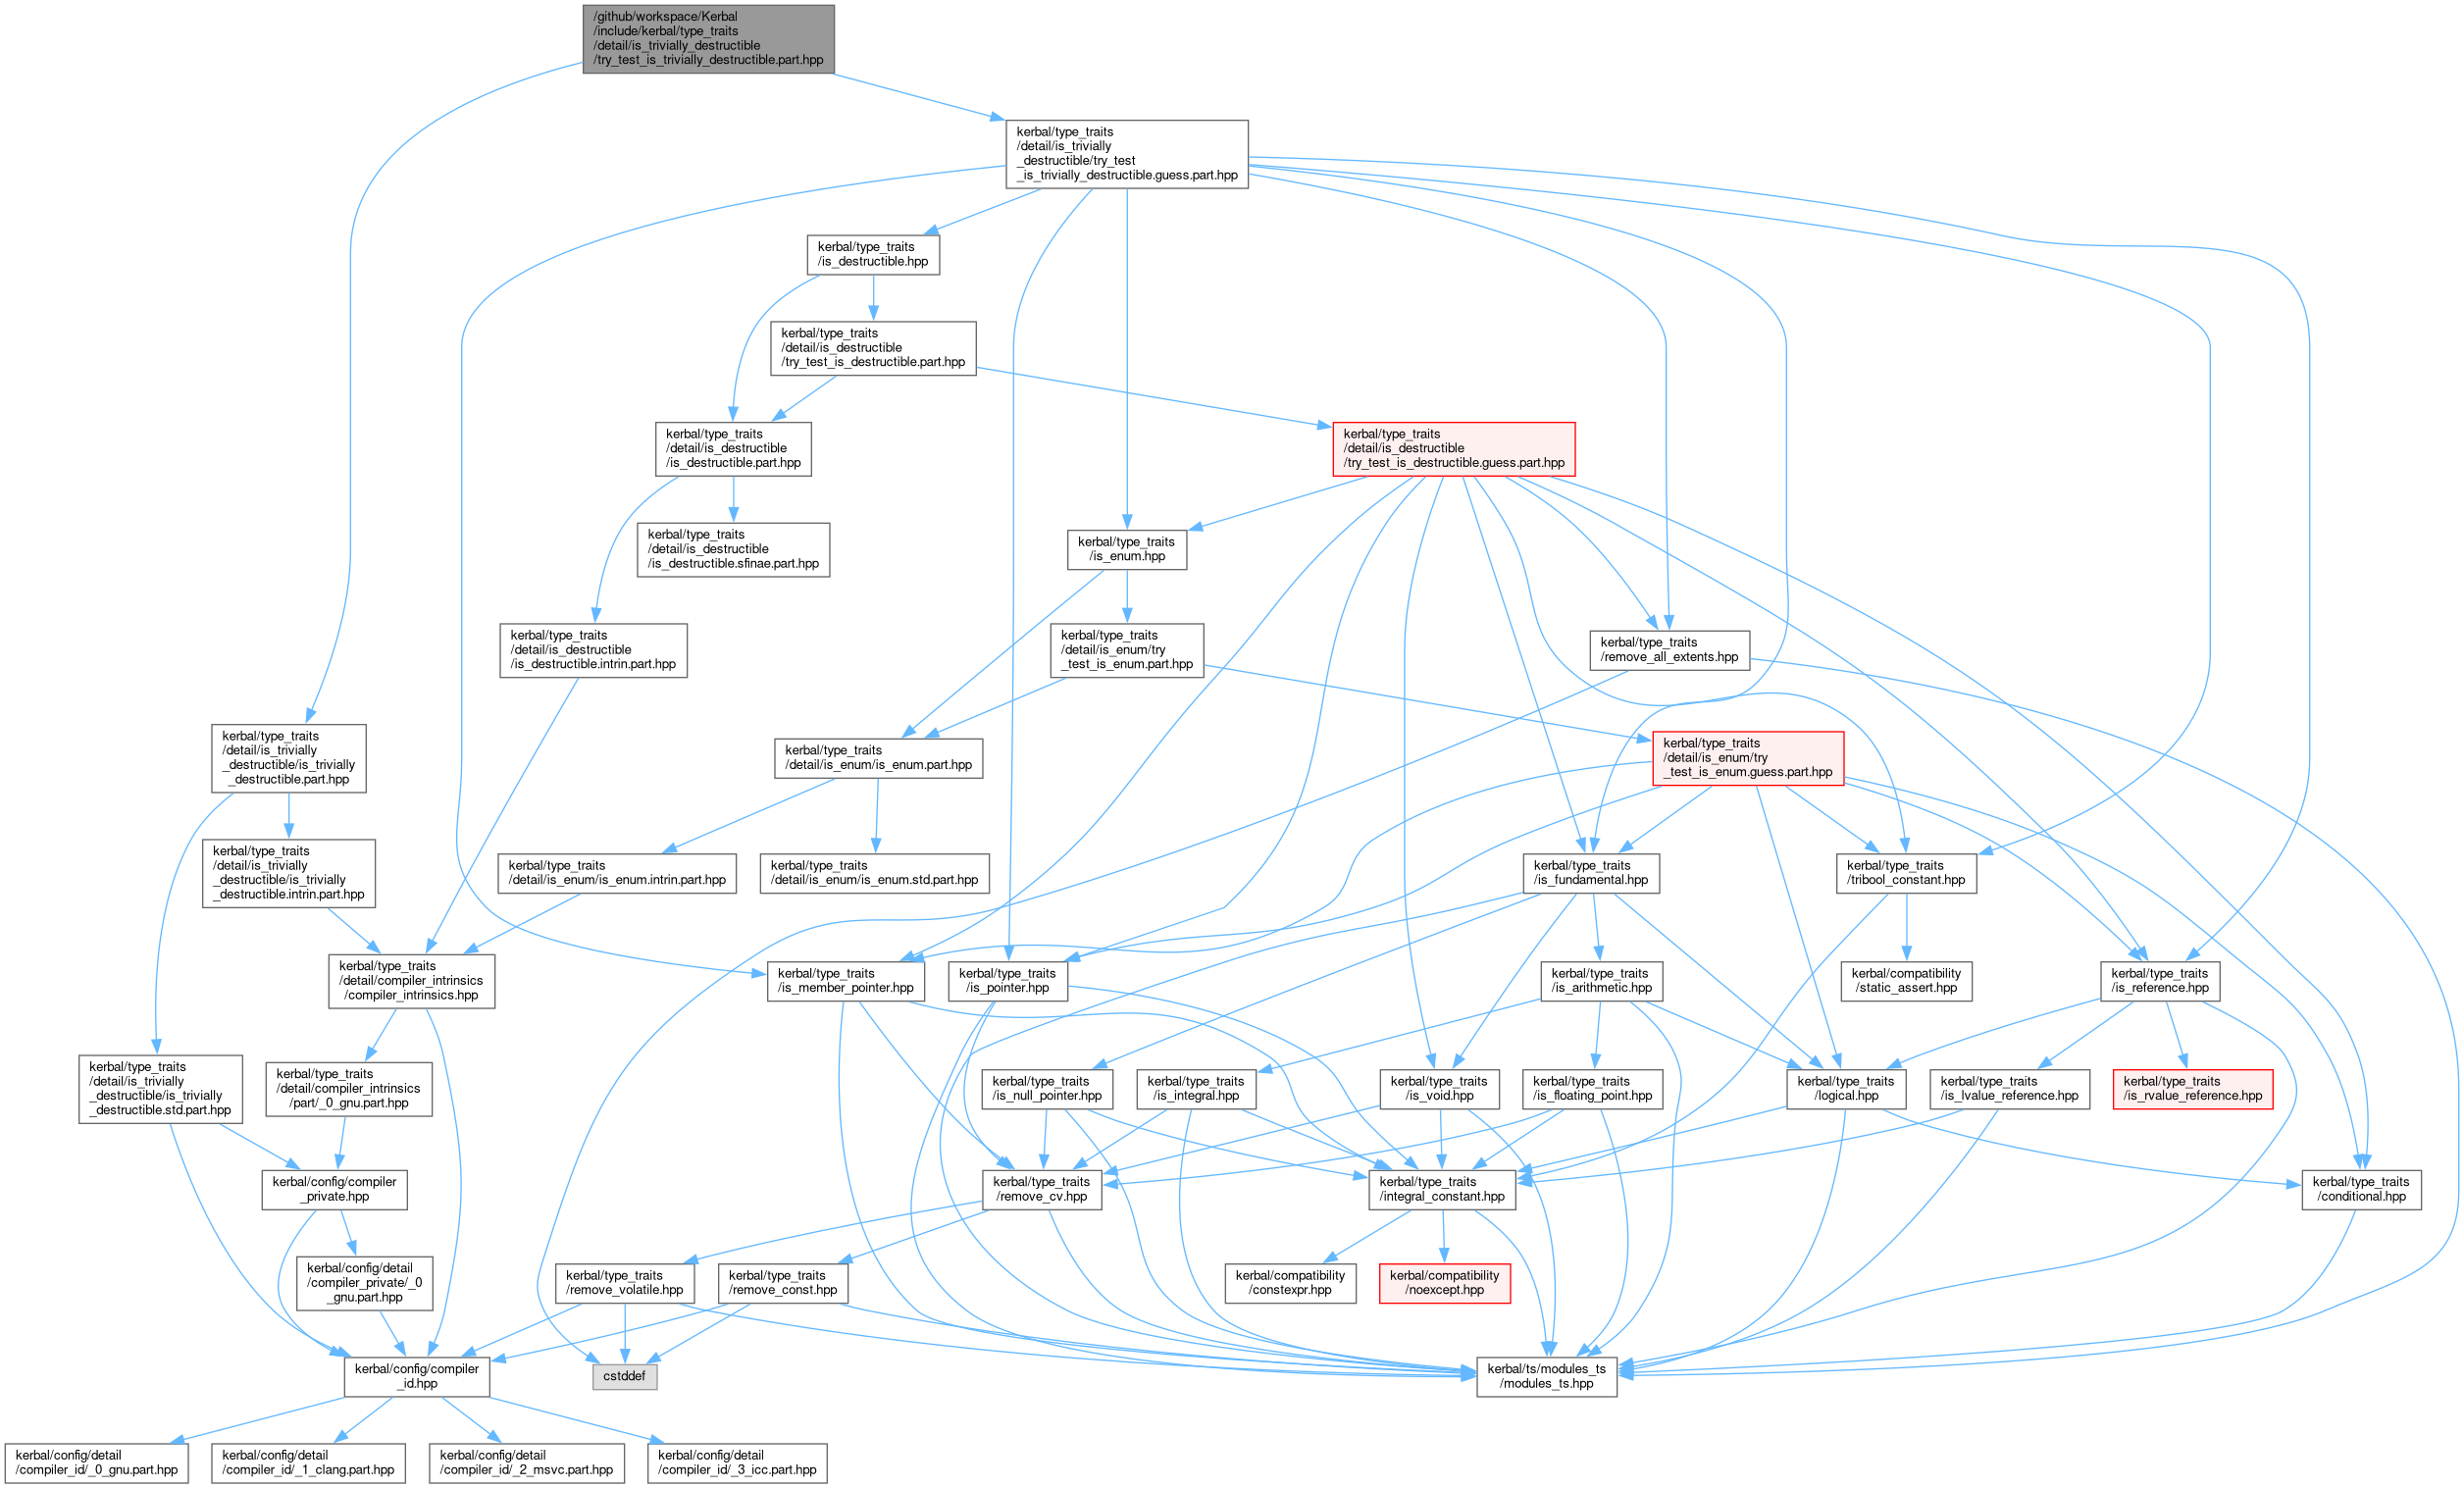 /github/workspace/Kerbal
/include/kerbal/type_traits
/detail/is_trivially_destructible
/try_test_is_trivially_destructible.part.hpp
kerbal/type_traits
/detail/is_trivially
_destructible/try_test
_is_trivially_destructible.guess.part.hpp
kerbal/type_traits
/is_destructible.hpp
kerbal/type_traits
/detail/is_destructible
/try_test_is_destructible.part.hpp
kerbal/type_traits
/detail/is_destructible
/is_destructible.part.hpp
kerbal/type_traits
/detail/is_destructible
/try_test_is_destructible.guess.part.hpp
kerbal/type_traits
/detail/is_destructible
/is_destructible.sfinae.part.hpp
kerbal/type_traits
/is_enum.hpp
kerbal/type_traits
/detail/is_destructible
/is_destructible.intrin.part.hpp
kerbal/type_traits
/detail/is_enum/try
_test_is_enum.part.hpp
kerbal/type_traits
/remove_all_extents.hpp
kerbal/type_traits
/detail/is_trivially
_destructible/is_trivially
_destructible.part.hpp
kerbal/type_traits
/detail/is_enum/is_enum.part.hpp
kerbal/type_traits
/detail/is_enum/try
_test_is_enum.guess.part.hpp
kerbal/type_traits
/detail/is_trivially
_destructible/is_trivially
_destructible.intrin.part.hpp
kerbal/type_traits
/detail/is_enum/is_enum.intrin.part.hpp
kerbal/type_traits
/detail/is_enum/is_enum.std.part.hpp
kerbal/type_traits
/is_fundamental.hpp
kerbal/type_traits
/tribool_constant.hpp
kerbal/type_traits
/detail/compiler_intrinsics
/compiler_intrinsics.hpp
kerbal/type_traits
/is_member_pointer.hpp
kerbal/type_traits
/is_pointer.hpp
kerbal/type_traits
/is_arithmetic.hpp
kerbal/compatibility
/static_assert.hpp
kerbal/type_traits
/is_reference.hpp
kerbal/type_traits
/detail/is_trivially
_destructible/is_trivially
_destructible.std.part.hpp
kerbal/type_traits
/detail/compiler_intrinsics
/part/_0_gnu.part.hpp
kerbal/type_traits
/is_null_pointer.hpp
kerbal/type_traits
/is_integral.hpp
kerbal/type_traits
/is_void.hpp
kerbal/type_traits
/is_floating_point.hpp
kerbal/type_traits
/logical.hpp
kerbal/type_traits
/is_lvalue_reference.hpp
kerbal/type_traits
/is_rvalue_reference.hpp
kerbal/config/compiler
_private.hpp
kerbal/type_traits
/remove_cv.hpp
kerbal/type_traits
/integral_constant.hpp
kerbal/type_traits
/conditional.hpp
kerbal/config/detail
/compiler_private/_0
_gnu.part.hpp
kerbal/type_traits
/remove_volatile.hpp
kerbal/type_traits
/remove_const.hpp
kerbal/compatibility
/constexpr.hpp
kerbal/compatibility
/noexcept.hpp
kerbal/config/compiler
_id.hpp
cstddef
kerbal/ts/modules_ts
/modules_ts.hpp
kerbal/config/detail
/compiler_id/_0_gnu.part.hpp
kerbal/config/detail
/compiler_id/_1_clang.part.hpp
kerbal/config/detail
/compiler_id/_2_msvc.part.hpp
kerbal/config/detail
/compiler_id/_3_icc.part.hpp